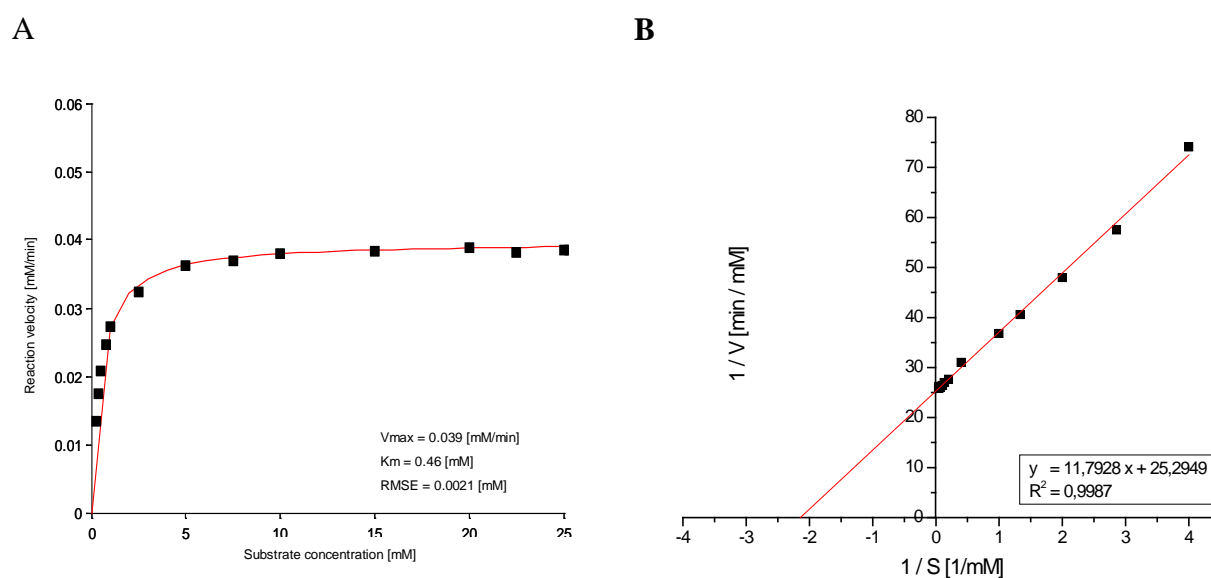 A
B
0.06
0.05
0.04
0.03
0.02
0.01
0
Reaction velocity [mM/min]
Vmax = 0.039 [mM/min]
Km = 0.46 [mM]
RMSE = 0.0021 [mM]
0 5 10 15 20 25
Substrate concentration [mM]
80
70
60
50
40
30
20
10
0
1 / V [min / mM]
y = 11,7928 x + 25,2949
R² = 0,9987
-4 -3 -2 -1 0 1 2 3 4
1 / S [1/mM]